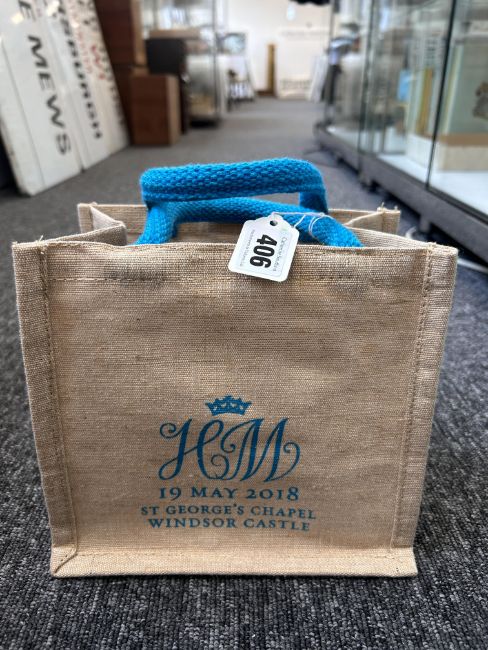 MEWS
406
HM
19 MAY 2018
ST GEORGE'S CHAPEL
WINDSOR CASTLE